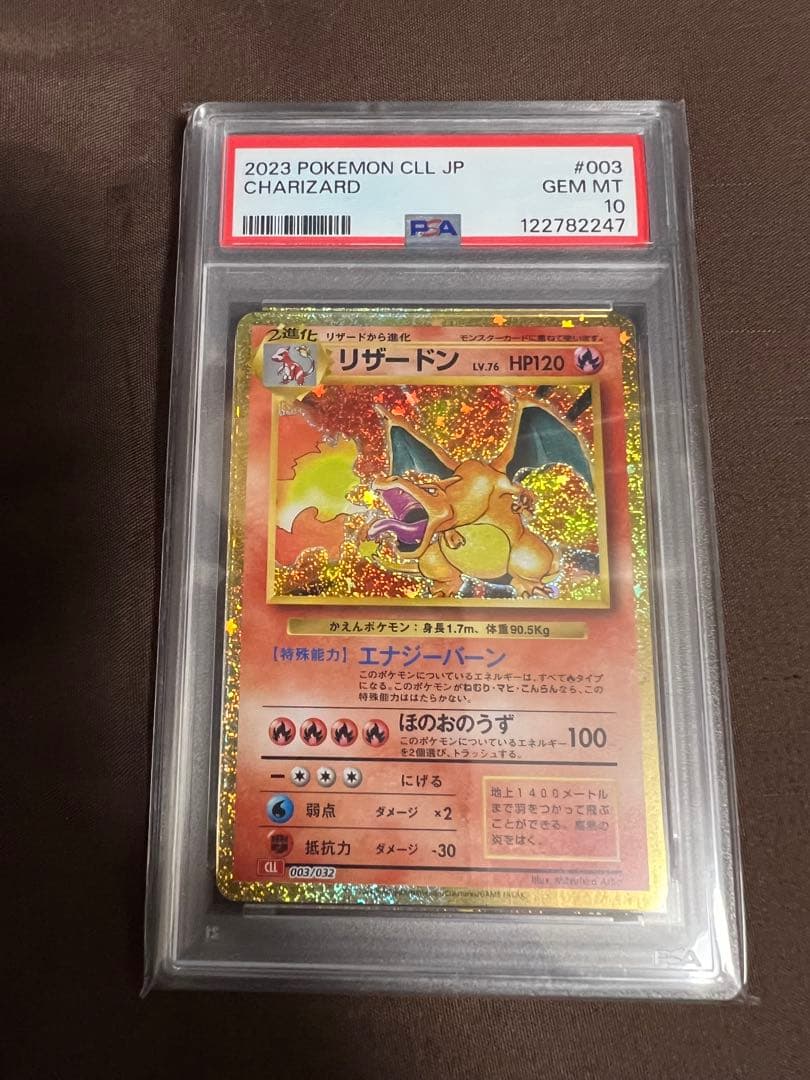 2023 POKEMON CLL JP #003
CHARIZARD GEM MT
10
PSA 122782247
2進化 リザードから進化 モンスターカードに重ねて使います。
リザードン LV.76 HP120
かえんポケモン：身長1.7m、体重90.5Kg
【特殊能力】エナジーバーン
このポケモンについているエネルギーは、すべて タイプ
になる。このポケモンがねむり・マヒ・こんらんなら、この
特殊能力ははたらかない。
ほのおのうず 100
このポケモンについているエネルギー
を2個選び、トラッシュする。
にげる
弱点 ダメージ ×2
抵抗力 ダメージ -30
地上1400メートル
まで羽をつかって飛ぶ
ことができる。高熱の
炎をはく。
CLL 003/032
Illus. Mitsuhiro Arita
PSA